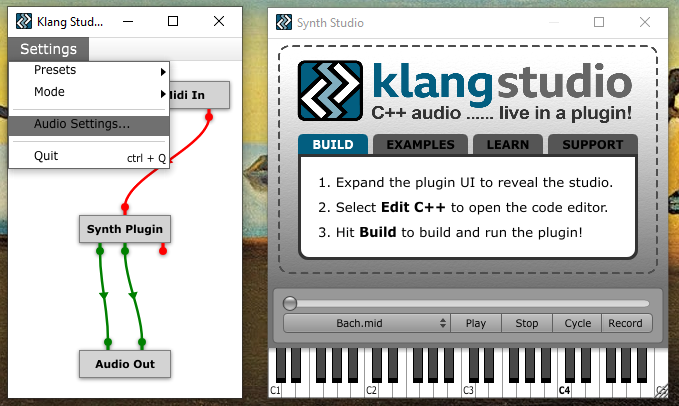 Klang Stud...
Settings
Presets
Mode
Audio Settings...
Quit ctrl + Q
idi In
Synth Plugin
Audio Out
Synth Studio
klangstudio
C++ audio ...... live in a plugin!
BUILD EXAMPLES LEARN SUPPORT
1. Expand the plugin UI to reveal the studio.
2. Select Edit C++ to open the code editor.
3. Hit Build to build and run the plugin!
Bach.mid Play Stop Cycle Record
C1 C2 C3 C4 C5